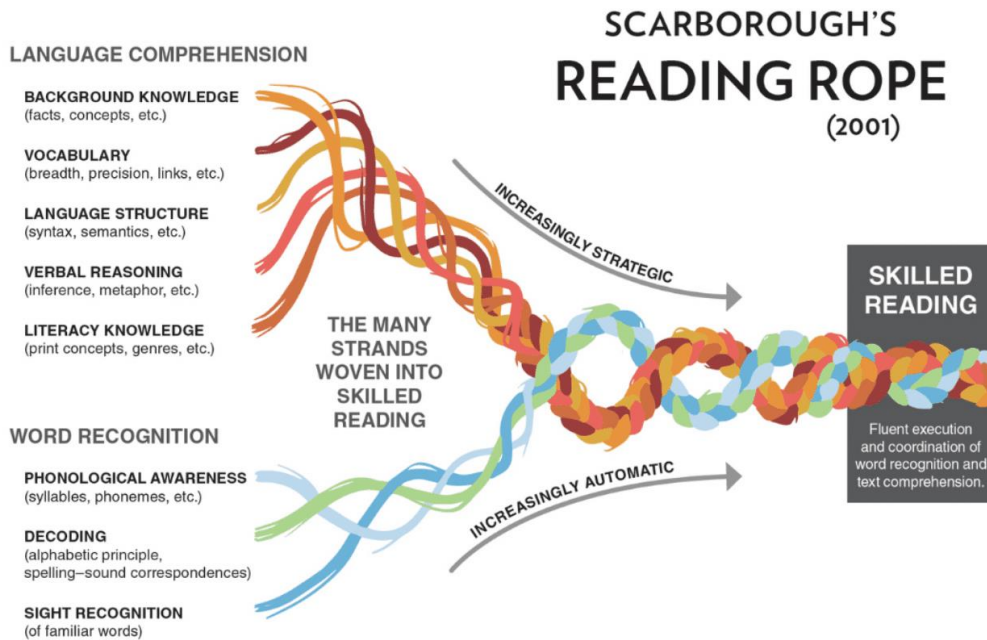 SCARBOROUGH'S
READING ROPE
(2001)
LANGUAGE COMPREHENSION
BACKGROUND KNOWLEDGE
(facts, concepts, etc.)
VOCABULARY
(breadth, precision, links, etc.)
LANGUAGE STRUCTURE
(syntax, semantics, etc.)
VERBAL REASONING
(inference, metaphor, etc.)
LITERACY KNOWLEDGE
(print concepts, genres, etc.)
THE MANY
STRANDS
WOVEN INTO
SKILLED
READING
WORD RECOGNITION
PHONOLOGICAL AWARENESS
(syllables, phonemes, etc.)
DECODING
(alphabetic principle,
spelling–sound correspondences)
SIGHT RECOGNITION
(of familiar words)
INCREASINGLY STRATEGIC
INCREASINGLY AUTOMATIC
SKILLED
READING
Fluent execution
and coordination of
word recognition and
text comprehension.